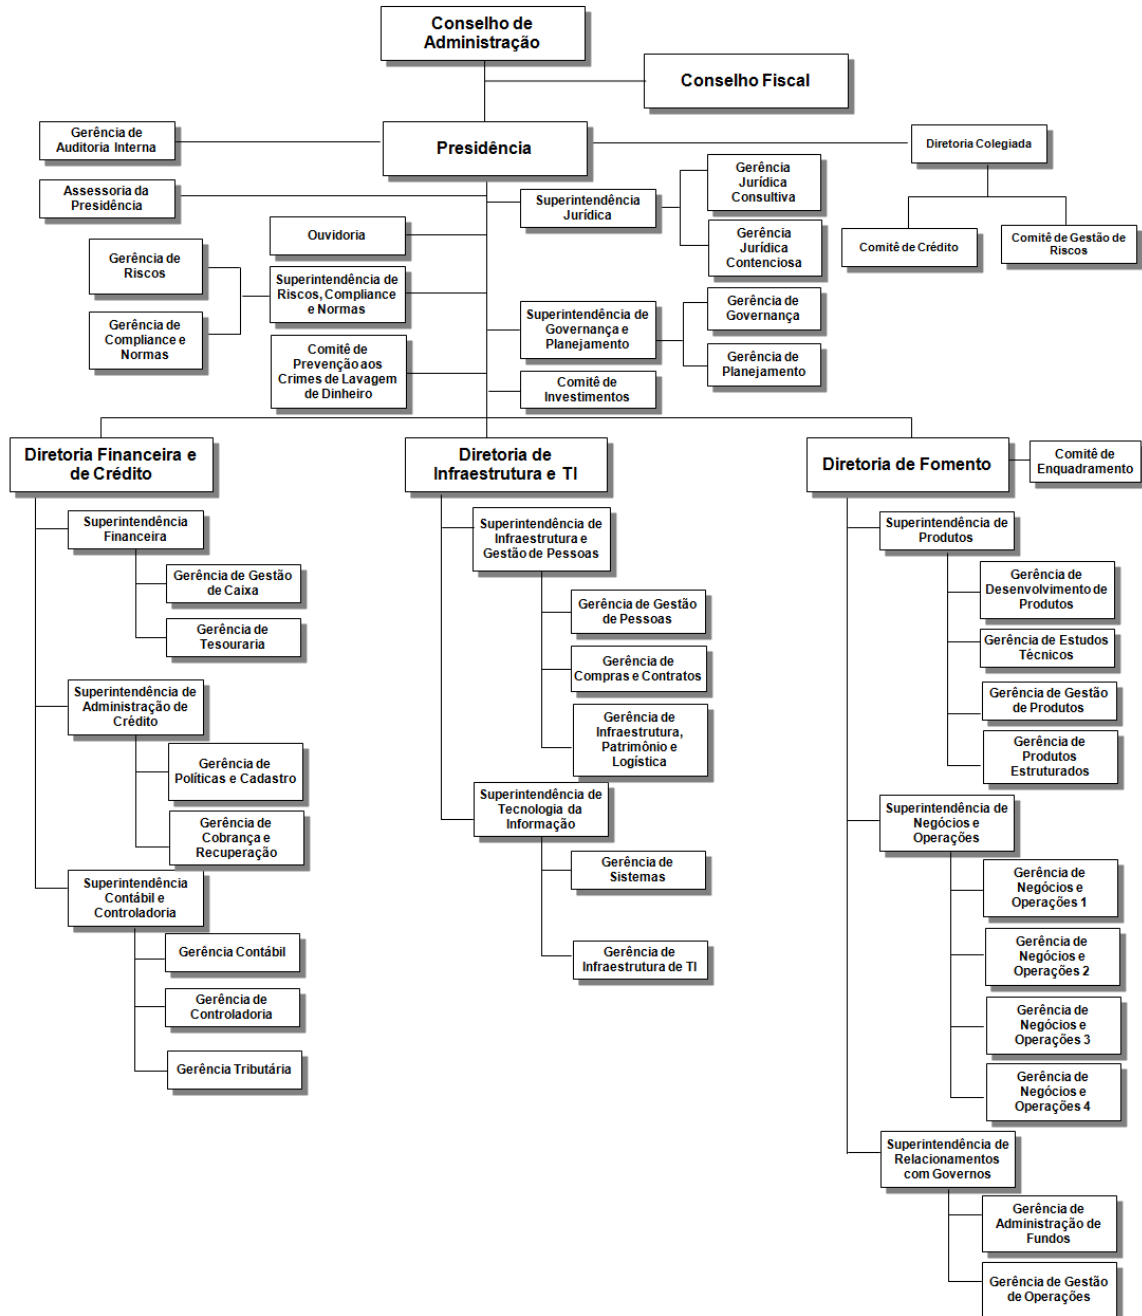 Conselho de
Administração
Conselho Fiscal
Gerência de
Auditoria Interna
Presidência
Diretoria Colegiada
Assessoria da
Presidência
Superintendência
Jurídica
Gerência
Jurídica
Consultiva
Gerência
Jurídica
Contenciosa
Comitê de Crédito
Comitê de Gestão de
Riscos
Ouvidoria
Gerência de
Riscos
Gerência de
Compliance e
Normas
Superintendência de
Riscos, Compliance
e Normas
Superintendência de
Governança e
Planejamento
Gerência de
Governança
Gerência de
Planejamento
Comitê de
Prevenção aos
Crimes de Lavagem
de Dinheiro
Comitê de
Investimentos
Diretoria Financeira e
de Crédito
Superintendência
Financeira
Gerência de Gestão
de Caixa
Gerência de
Tesouraria
Superintendência de
Administração de
Crédito
Gerência de
Políticas e Cadastro
Gerência de
Cobrança e
Recuperação
Superintendência
Contábil e
Controladoria
Gerência Contábil
Gerência de
Controladoria
Gerência Tributária
Diretoria de
Infraestrutura e TI
Superintendência de
Infraestrutura e
Gestão de Pessoas
Gerência de Gestão
de Pessoas
Gerência de
Compras e Contratos
Gerência de
Infraestrutura,
Patrimônio e
Logística
Superintendência de
Tecnologia da
Informação
Gerência de
Sistemas
Gerência de
Infraestrutura de TI
Diretoria de Fomento
Comitê de
Enquadramento
Superintendência de
Produtos
Gerência de
Desenvolvimento de
Produtos
Gerência de Estudos
Técnicos
Gerência de Gestão
de Produtos
Gerência de
Produtos
Estruturados
Superintendência de
Negócios e
Operações
Gerência de
Negócios e
Operações 1
Gerência de
Negócios e
Operações 2
Gerência de
Negócios e
Operações 3
Gerência de
Negócios e
Operações 4
Superintendência de
Relacionamentos
com Governos
Gerência de
Administração de
Fundos
Gerência de Gestão
de Operações